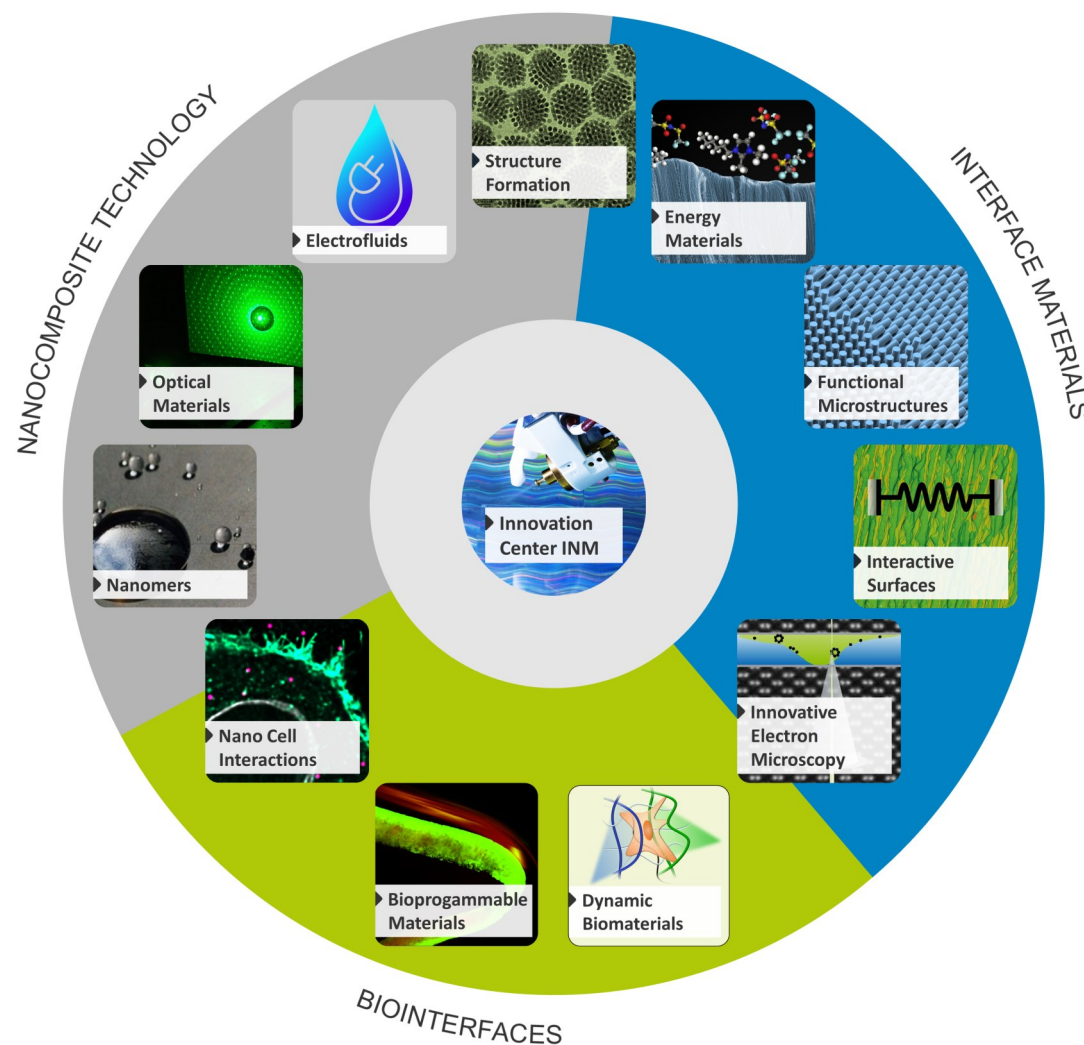 NANOCOMPOSITE TECHNOLOGY
INTERFACE MATERIALS
BIOINTERFACES
Structure
Formation
Energy
Materials
Electrofluids
Functional
Microstructures
Optical
Materials
Interactive
Surfaces
Nanomers
Innovation
Center INM
Innovative
Electron
Microscopy
Nano Cell
Interactions
Bioprogammable
Materials
Dynamic
Biomaterials